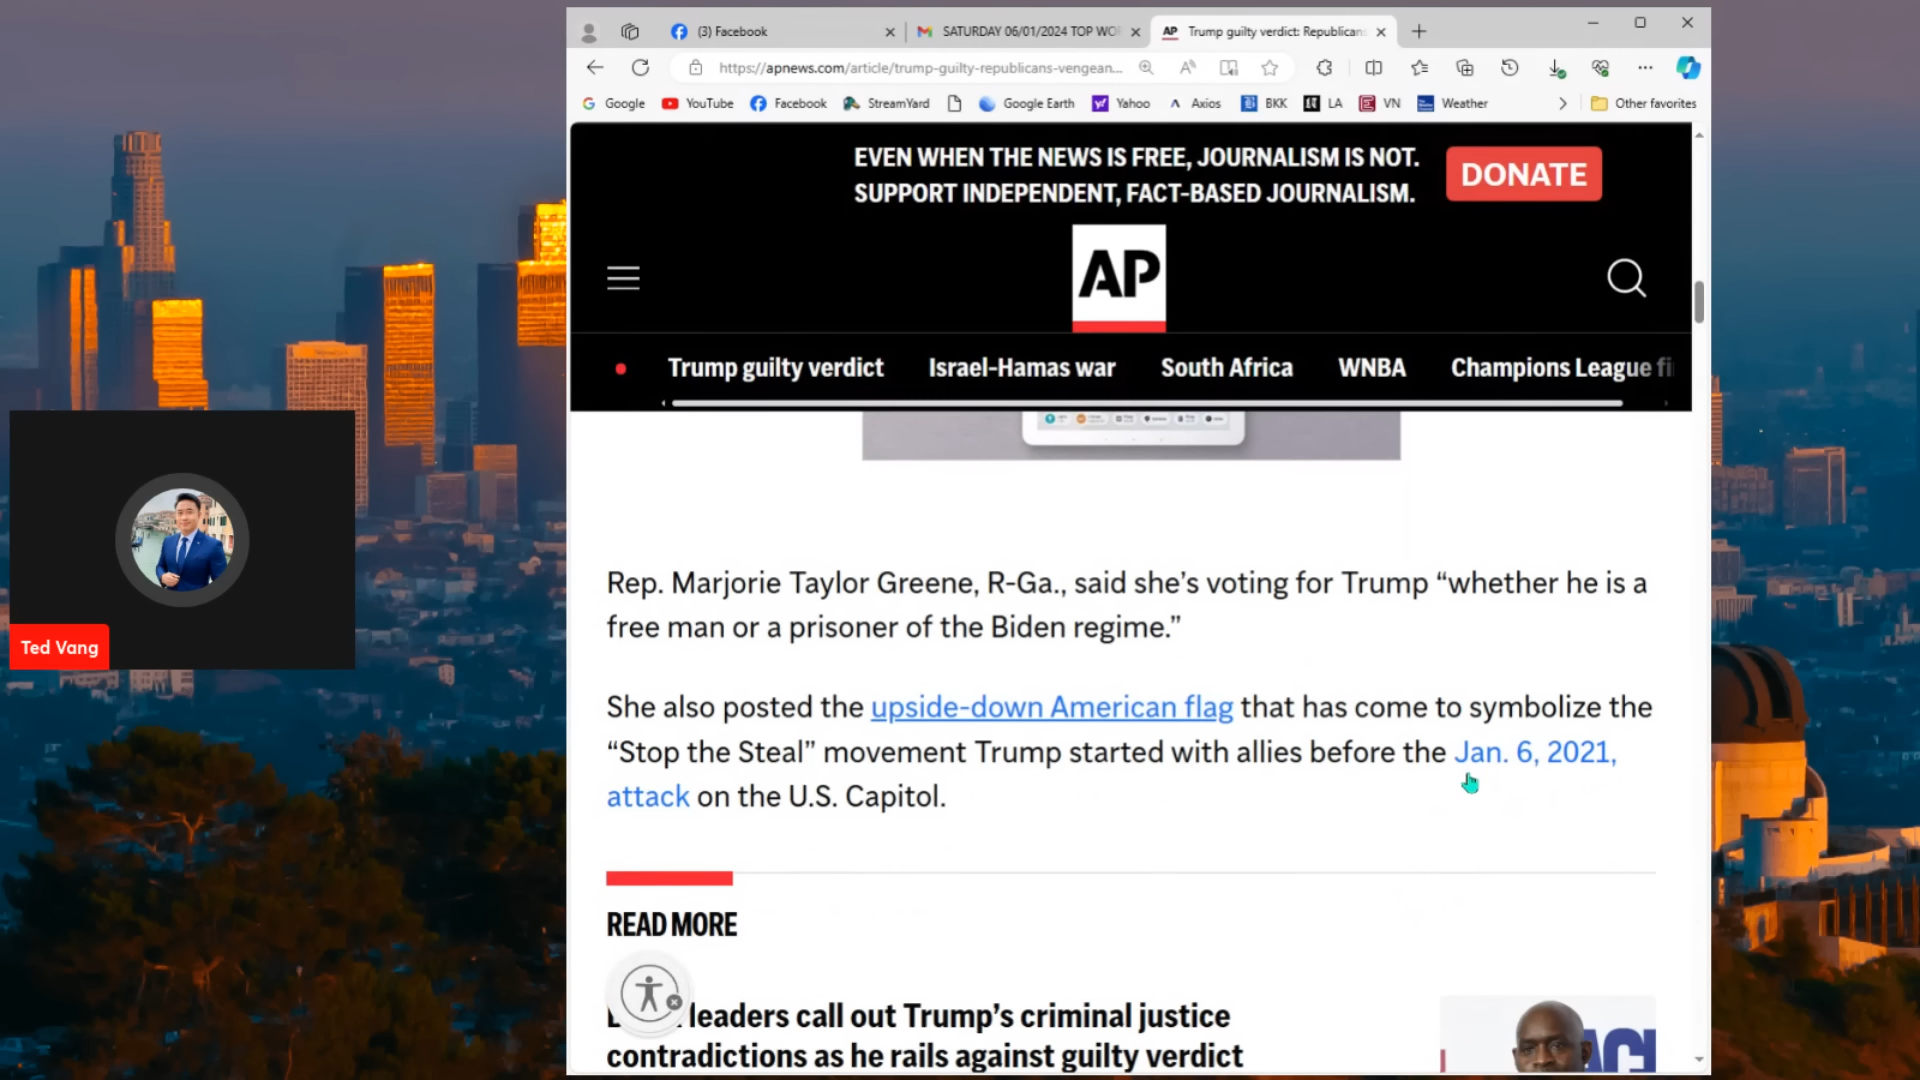 (3) Facebook
SATURDAY 06/01/2024 TOP WO
AP Trump guilty verdict: Republicans
https://apnews.com/article/trump-guilty-republicans-vengean...
Google YouTube Facebook StreamYard Google Earth Yahoo Axios BKK LA VN Weather Other favorites
EVEN WHEN THE NEWS IS FREE, JOURNALISM IS NOT.
SUPPORT INDEPENDENT, FACT-BASED JOURNALISM.
DONATE
AP
Trump guilty verdict Israel-Hamas war South Africa WNBA Champions League fi
Rep. Marjorie Taylor Greene, R-Ga., said she’s voting for Trump “whether he is a
free man or a prisoner of the Biden regime.”
She also posted the upside-down American flag that has come to symbolize the
“Stop the Steal” movement Trump started with allies before the Jan. 6, 2021,
attack on the U.S. Capitol.
READ MORE
leaders call out Trump’s criminal justice
contradictions as he rails against guilty verdict
Ted Vang